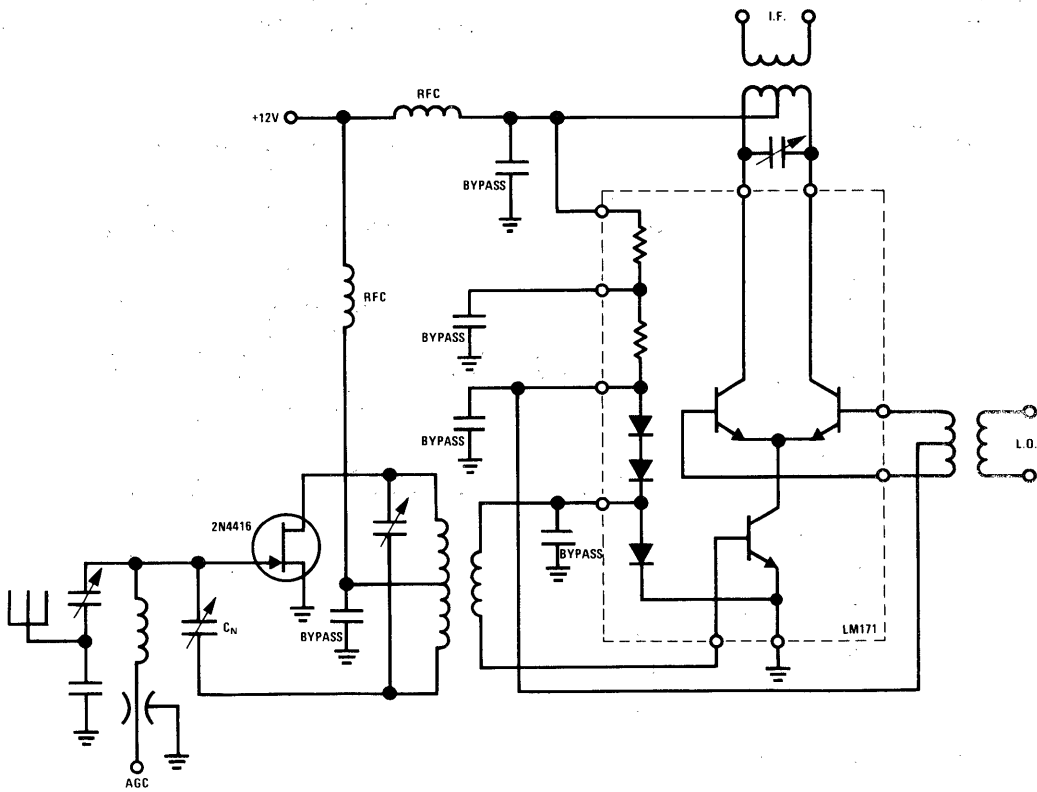 I.F.
RFC
+12V
BYPASS
RFC
BYPASS
BYPASS
L.O.
2N4416
BYPASS
C_N
BYPASS
LM171
AGC